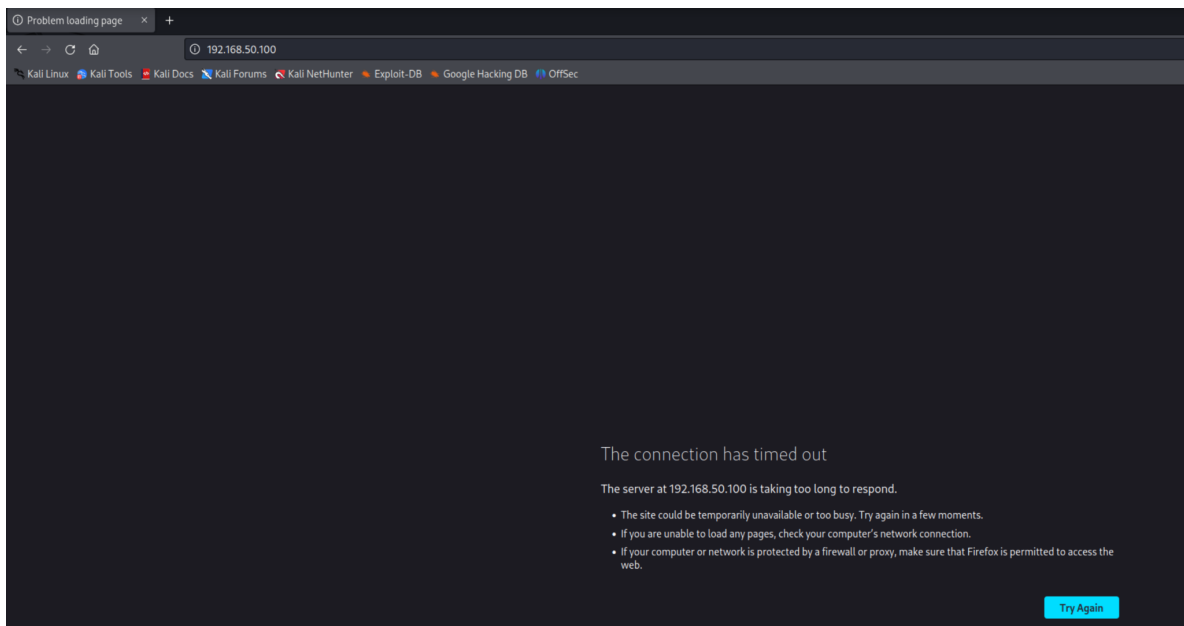 Problem loading page
192.168.50.100
Kali Linux Kali Tools Kali Docs Kali Forums Kali NetHunter Exploit-DB Google Hacking DB OffSec
The connection has timed out
The server at 192.168.50.100 is taking too long to respond.
• The site could be temporarily unavailable or too busy. Try again in a few moments.
• If you are unable to load any pages, check your computer's network connection.
• If your computer or network is protected by a firewall or proxy, make sure that Firefox is permitted to access the
web.
Try Again